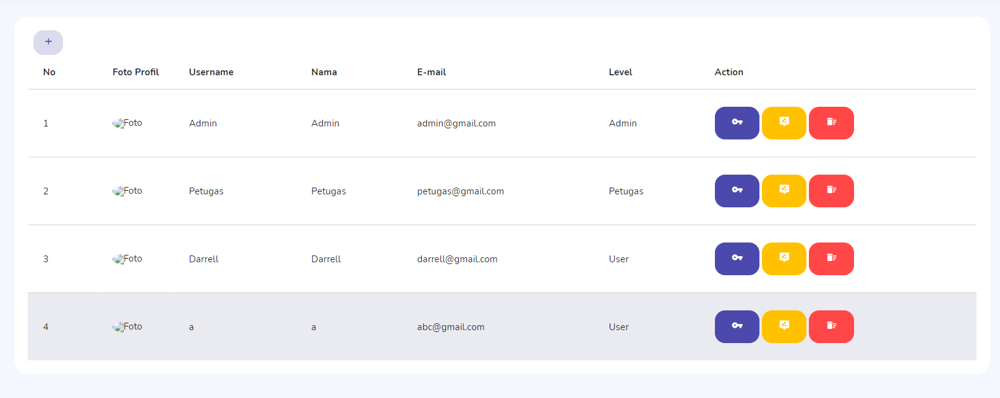 +
No Foto Profil Username Nama E-mail Level Action
1 Foto Admin Admin admin@gmail.com Admin
2 Foto Petugas Petugas petugas@gmail.com Petugas
3 Foto Darrell Darrell darrell@gmail.com User
4 Foto a a abc@gmail.com User